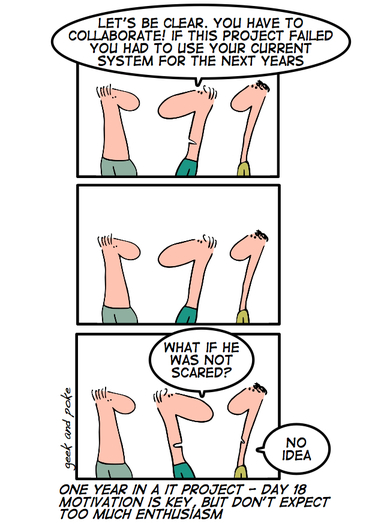 LET'S BE CLEAR. YOU HAVE TO
COLLABORATE! IF THIS PROJECT FAILED
YOU HAD TO USE YOUR CURRENT
SYSTEM FOR THE NEXT YEARS
WHAT IF HE
WAS NOT
SCARED?
NO
IDEA
geek and poke
ONE YEAR IN A IT PROJECT - DAY 18
MOTIVATION IS KEY, BUT DON'T EXPECT
TOO MUCH ENTHUSIASM